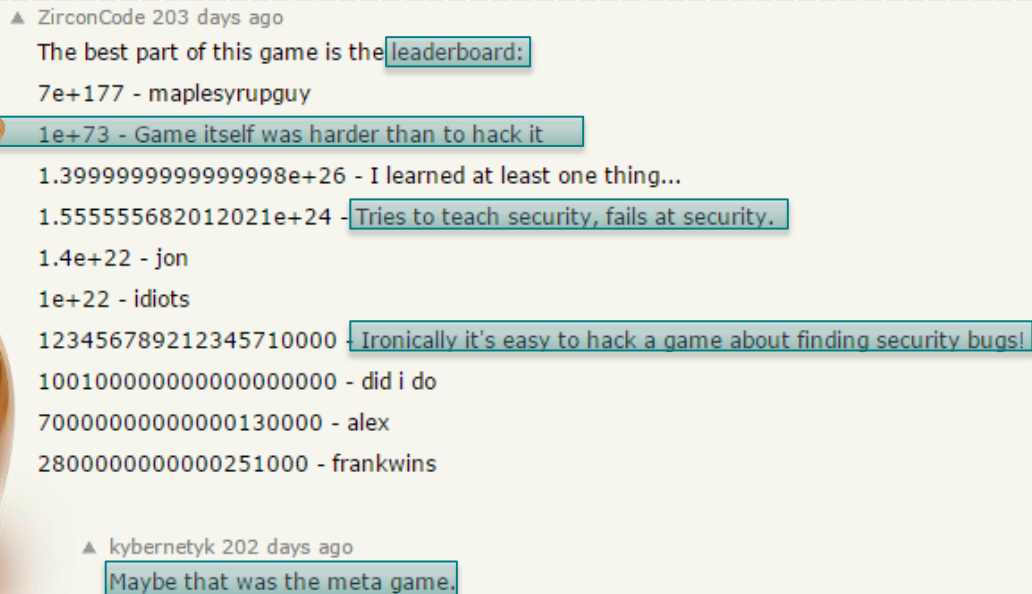 ▲ ZirconCode 203 days ago
The best part of this game is the leaderboard:
7e+177 - maplesyrupguy
1e+73 - Game itself was harder than to hack it
1.3999999999999998e+26 - I learned at least one thing...
1.555555682012021e+24 - Tries to teach security, fails at security.
1.4e+22 - jon
1e+22 - idiots
123456789212345710000 - Ironically it's easy to hack a game about finding security bugs!
100100000000000000000 - did i do
70000000000000130000 - alex
2800000000000251000 - frankwins
▲ kybernetyk 202 days ago
Maybe that was the meta game.